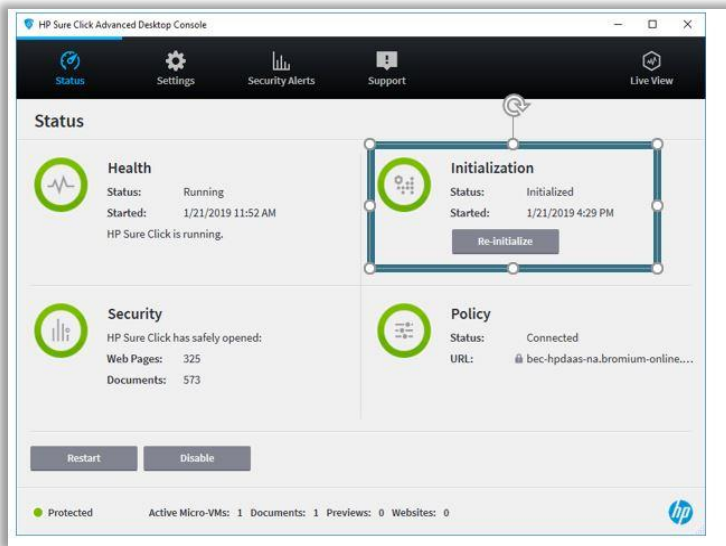 HP Sure Click Advanced Desktop Console
Status Settings Security Alerts Support Live View
Status
Health
Status: Running
Started: 1/21/2019 11:52 AM
HP Sure Click is running.
Initialization
Status: Initialized
Started: 1/21/2019 4:29 PM
Re-initialize
Security
HP Sure Click has safely opened:
Web Pages: 325
Documents: 573
Policy
Status: Connected
URL: bec-hpdaas-na.bromium-online....
Restart Disable
Protected Active Micro-VMs: 1 Documents: 1 Previews: 0 Websites: 0
hp